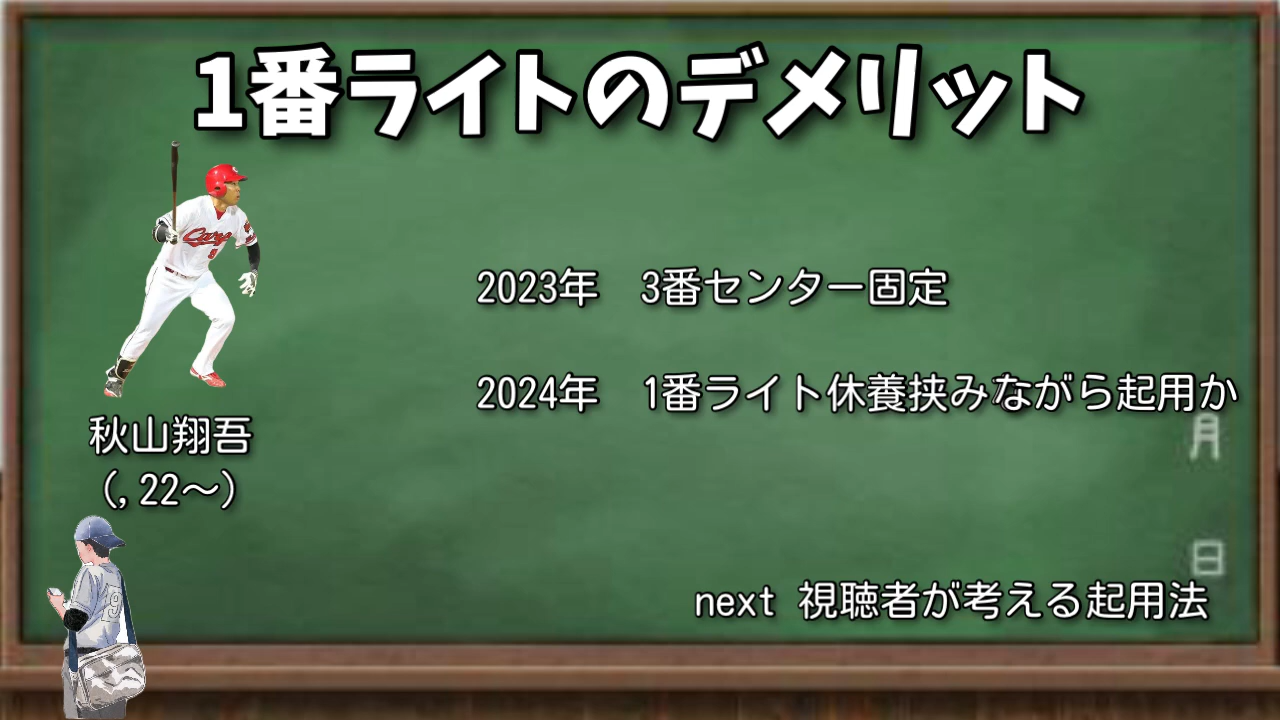 1番ライトのデメリット
Carp
2023年　3番センター固定
2024年　1番ライト休養挟みながら起用か
秋山翔吾
(,22～)
月
日
next 視聴者が考える起用法